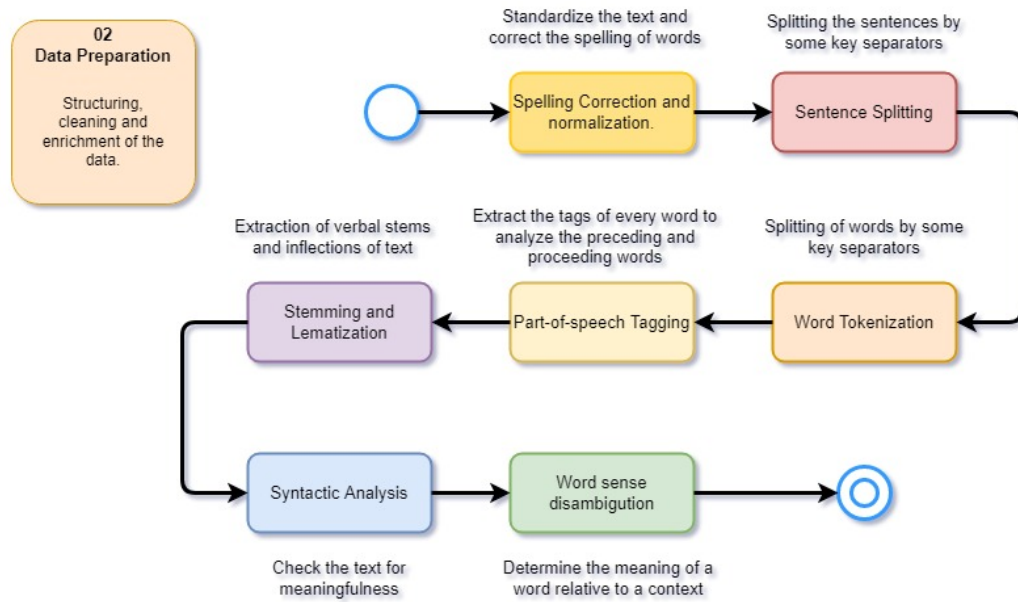 02
Data Preparation
Structuring,
cleaning and
enrichment of the
data.
Standardize the text and
correct the spelling of words
Spelling Correction and
normalization.
Splitting the sentences by
some key separators
Sentence Splitting
Splitting of words by some
key separators
Word Tokenization
Extract the tags of every word to
analyze the preceding and
proceeding words
Part-of-speech Tagging
Extraction of verbal stems
and inflections of text
Stemming and
Lematization
Syntactic Analysis
Check the text for
meaningfulness
Word sense
disambigution
Determine the meaning of a
word relative to a context